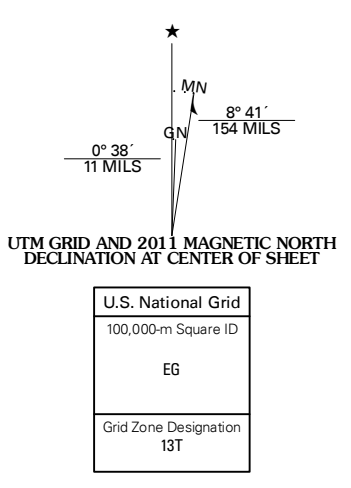 ★
MN
8° 41´
154 MILS
GN
0° 38´
11 MILS
UTM GRID AND 2011 MAGNETIC NORTH
DECLINATION AT CENTER OF SHEET
U.S. National Grid
100,000-m Square ID
EG
Grid Zone Designation
13T